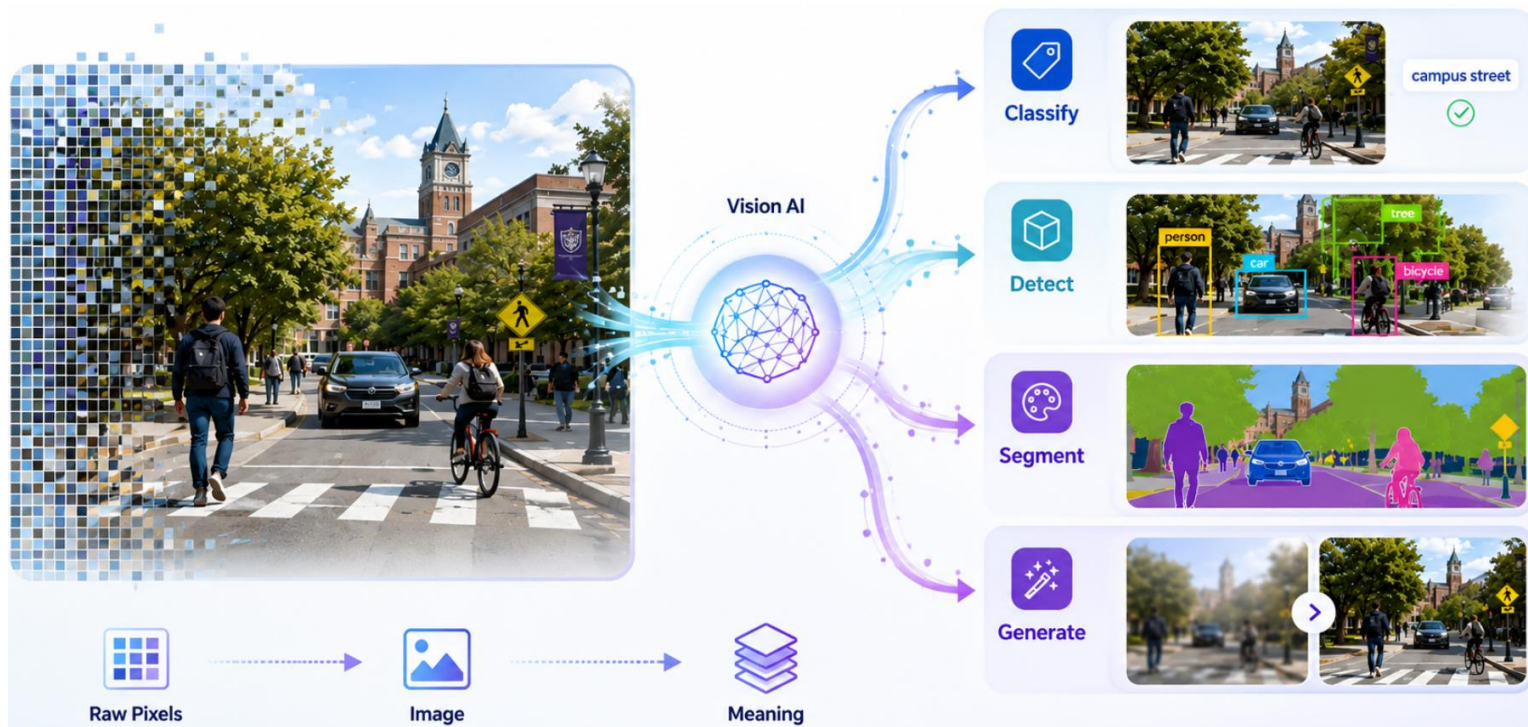 Vision AI
Classify
campus street
Detect
person
car
tree
bicycle
Segment
Generate
Raw Pixels
Image
Meaning